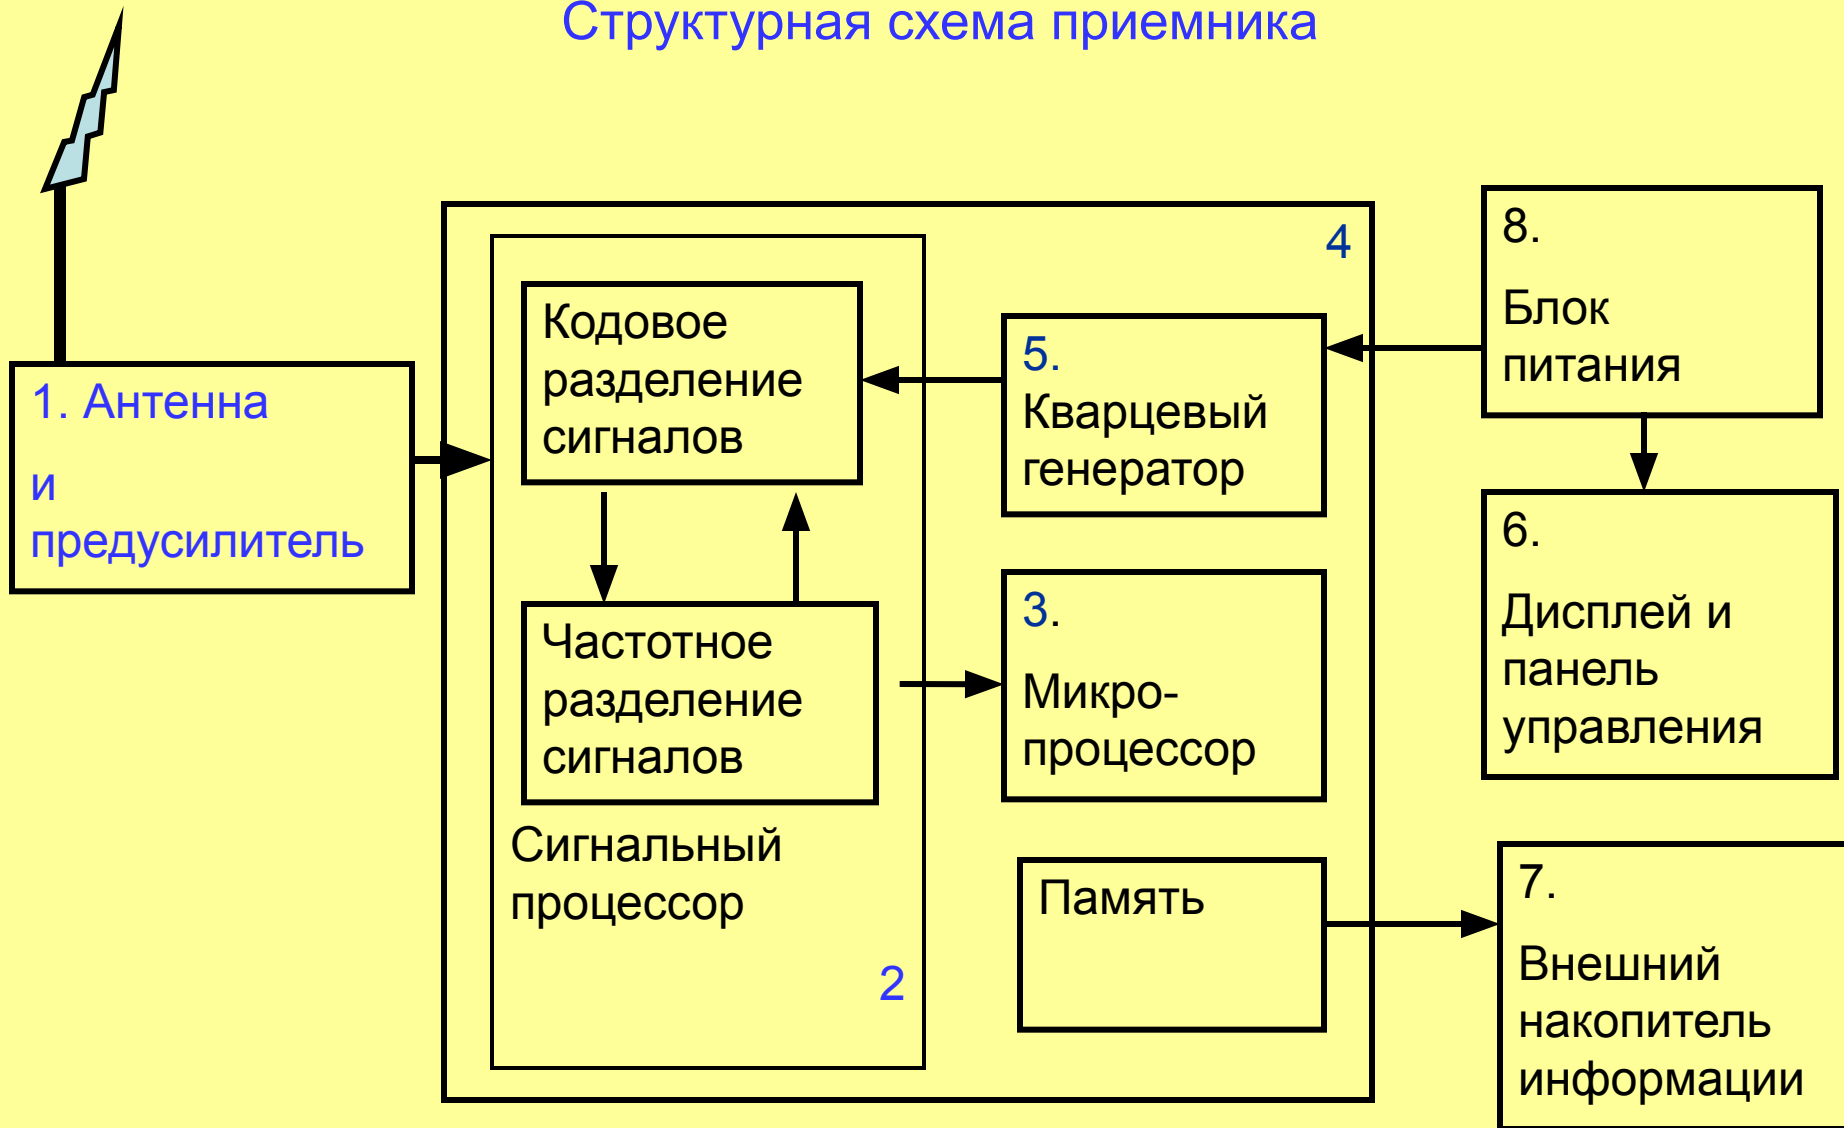 Структурная схема приемника
1. Антенна
и
предусилитель
Кодовое
разделение
сигналов
Частотное
разделение
сигналов
Сигнальный
процессор
2
4
5.
Кварцевый
генератор
3.
Микро-
процессор
Память
8.
Блок
питания
6.
Дисплей и
панель
управления
7.
Внешний
накопитель
информации